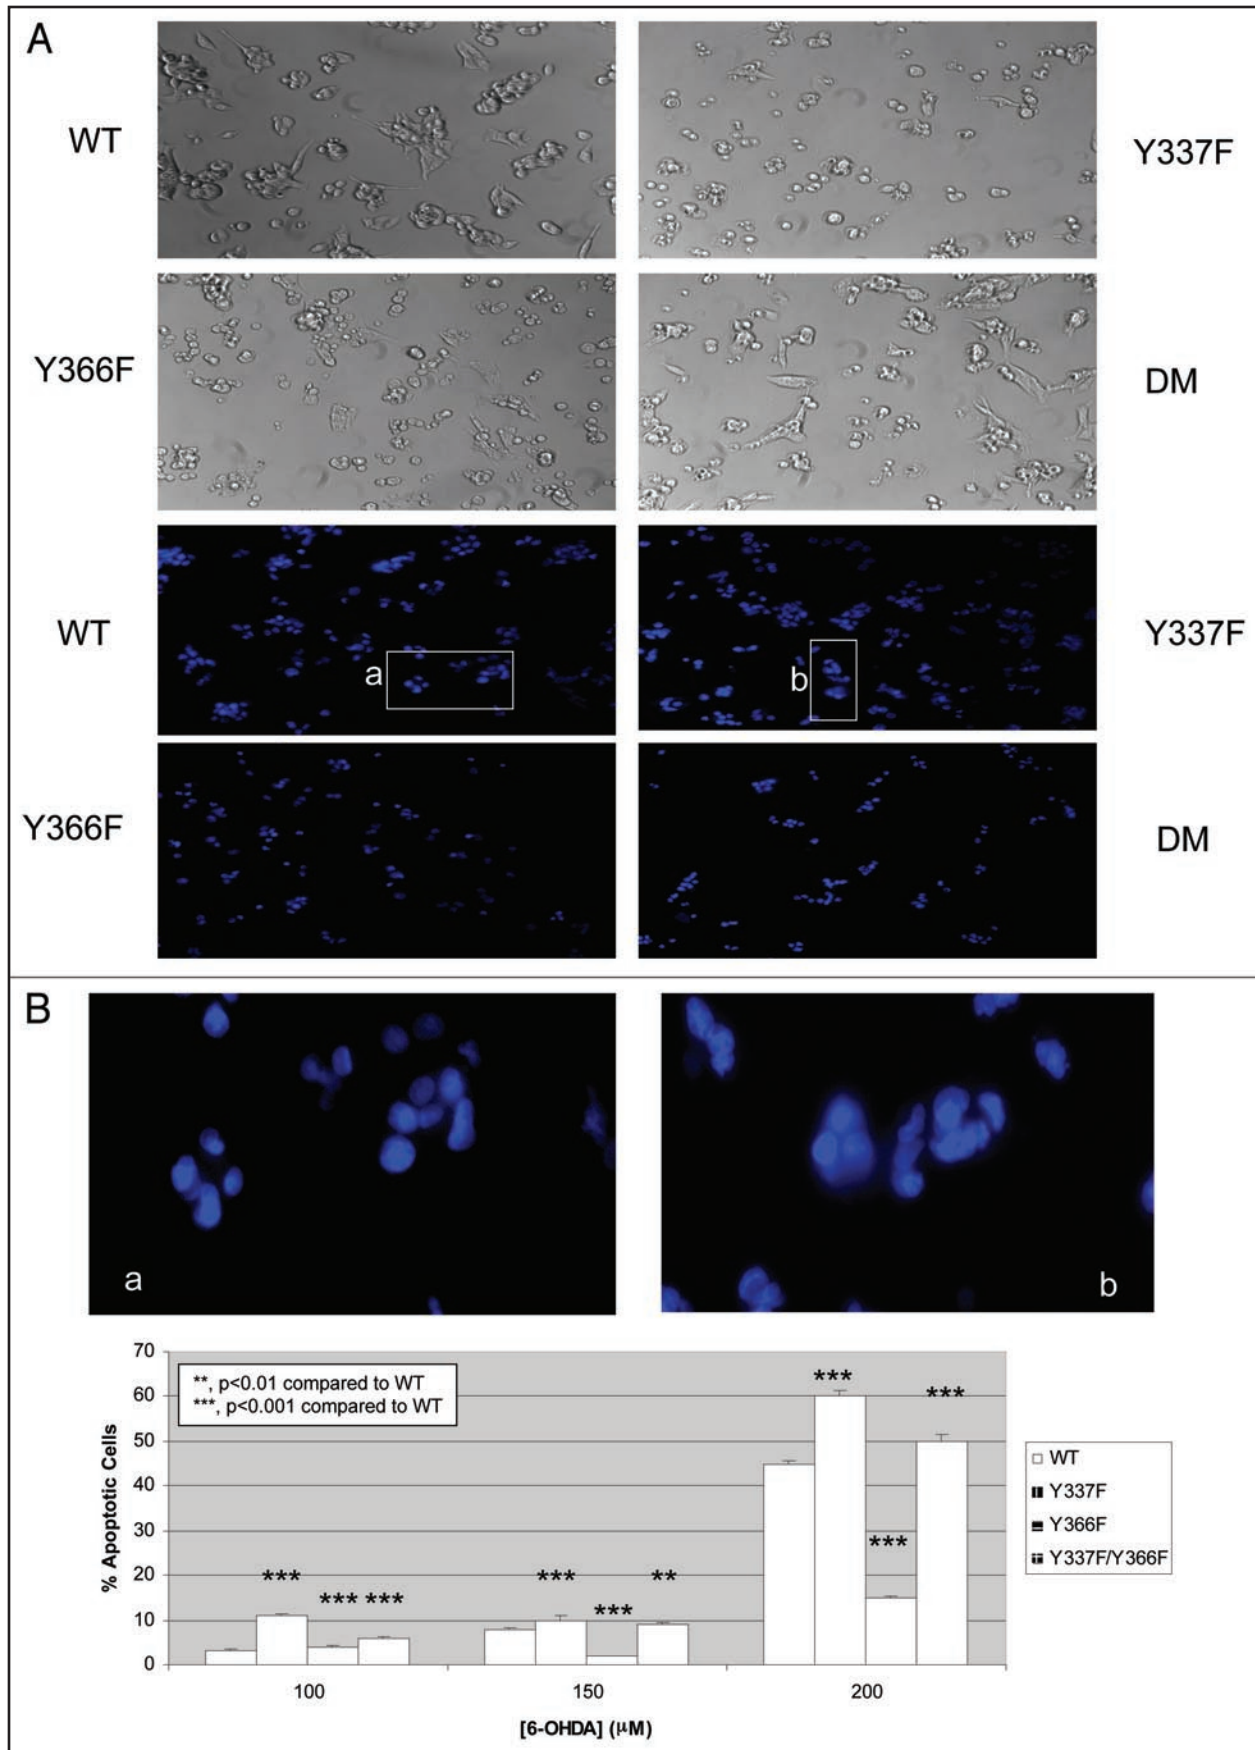 A
WT
Y337F
Y366F
DM
WT
a
Y337F
b
Y366F
DM
B
a
b
70
60
50
40
30
20
10
0
% Apoptotic Cells
**, p<0.01 compared to WT
***, p<0.001 compared to WT
***
*** ***
***
***
**
***
***
***
WT
Y337F
Y366F
Y337F/Y366F
100
150
200
[6-OHDA] (μM)